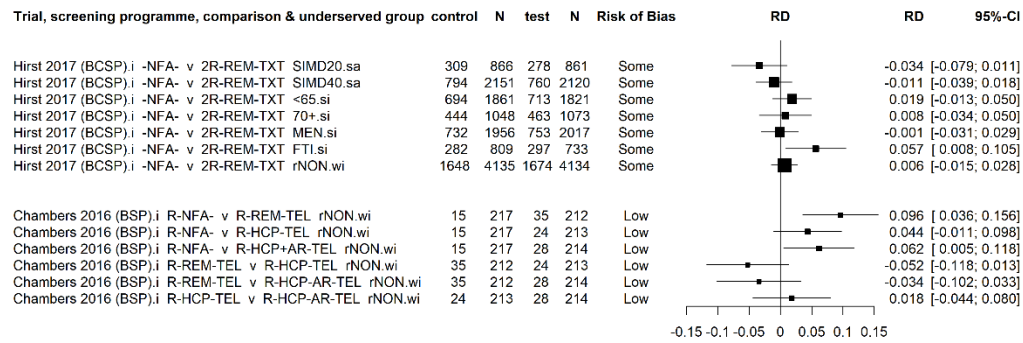 Trial, screening programme, comparison & underserved group control N test N Risk of Bias RD RD 95%-CI
Hirst 2017 (BCSP).i -NFA- v 2R-REM-TXT SIMD20.sa 309 866 278 861 Some -0.034 [-0.079; 0.011]
Hirst 2017 (BCSP).i -NFA- v 2R-REM-TXT SIMD40.sa 794 2151 760 2120 Some -0.011 [-0.039; 0.018]
Hirst 2017 (BCSP).i -NFA- v 2R-REM-TXT <65.si 694 1861 713 1821 Some 0.019 [-0.013; 0.050]
Hirst 2017 (BCSP).i -NFA- v 2R-REM-TXT 70+.si 444 1048 463 1073 Some 0.008 [-0.034; 0.050]
Hirst 2017 (BCSP).i -NFA- v 2R-REM-TXT MEN.si 732 1956 753 2017 Some -0.001 [-0.031; 0.029]
Hirst 2017 (BCSP).i -NFA- v 2R-REM-TXT FTI.si 282 809 297 733 Some 0.057 [ 0.008; 0.105]
Hirst 2017 (BCSP).i -NFA- v 2R-REM-TXT rNON.wi 1648 4135 1674 4134 Some 0.006 [-0.015; 0.028]
Chambers 2016 (BSP).i R-NFA- v R-REM-TEL rNON.wi 15 217 35 212 Low 0.096 [ 0.036; 0.156]
Chambers 2016 (BSP).i R-NFA- v R-HCP-TEL rNON.wi 15 217 24 213 Low 0.044 [-0.011; 0.098]
Chambers 2016 (BSP).i R-NFA- v R-HCP+AR-TEL rNON.wi 15 217 28 214 Low 0.062 [ 0.005; 0.118]
Chambers 2016 (BSP).i R-REM-TEL v R-HCP-TEL rNON.wi 35 212 24 213 Low -0.052 [-0.118; 0.013]
Chambers 2016 (BSP).i R-REM-TEL v R-HCP-AR-TEL rNON.wi 35 212 28 214 Low -0.034 [-0.102; 0.033]
Chambers 2016 (BSP).i R-HCP-TEL v R-HCP-AR-TEL rNON.wi 24 213 28 214 Low 0.018 [-0.044; 0.080]
-0.15 -0.1 -0.05 0 0.05 0.1 0.15